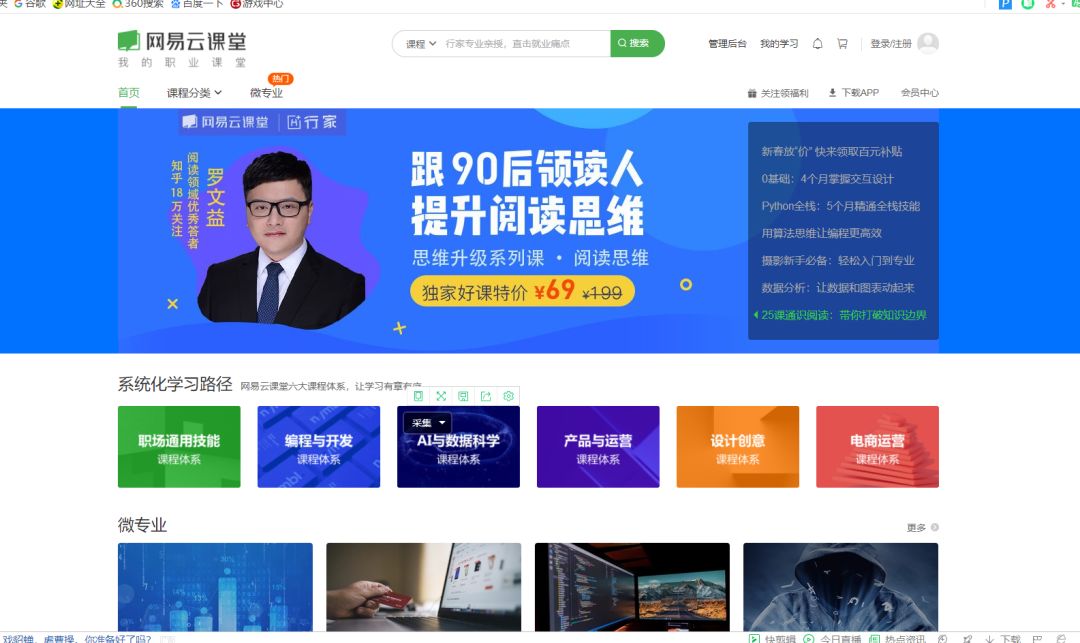 谷歌 网址大全 360搜索 百度一下 游戏中心
网易云课堂
我的职业课堂
课程 行家专业亲授，直击就业痛点 搜索
管理后台 我的学习 登录/注册
热门
首页 课程分类 微专业
关注领福利 下载APP 会员中心
网易云课堂 行家
知乎18万关注
阅读领域优秀答者
罗文益
跟90后领读人
提升阅读思维
思维升级系列课 · 阅读思维
独家好课特价 ¥69 ¥199
新春放“价” 快来领取百元补贴
0基础：4个月掌握交互设计
Python全栈：5个月精通全栈技能
用算法思维让编程更高效
摄影新手必备：轻松入门到专业
数据分析：让数据和图表动起来
25课通识阅读：带你打破知识边界
系统化学习路径 网易云课堂六大课程体系，让学习有章有
采集
职场通用技能
课程体系
编程与开发
课程体系
AI与数据科学
课程体系
产品与运营
课程体系
设计创意
课程体系
电商运营
课程体系
微专业
更多
30%
戏貂蝉，虐曹操，你准备好了吗？
快剪辑 今日直播 热点资讯 下载